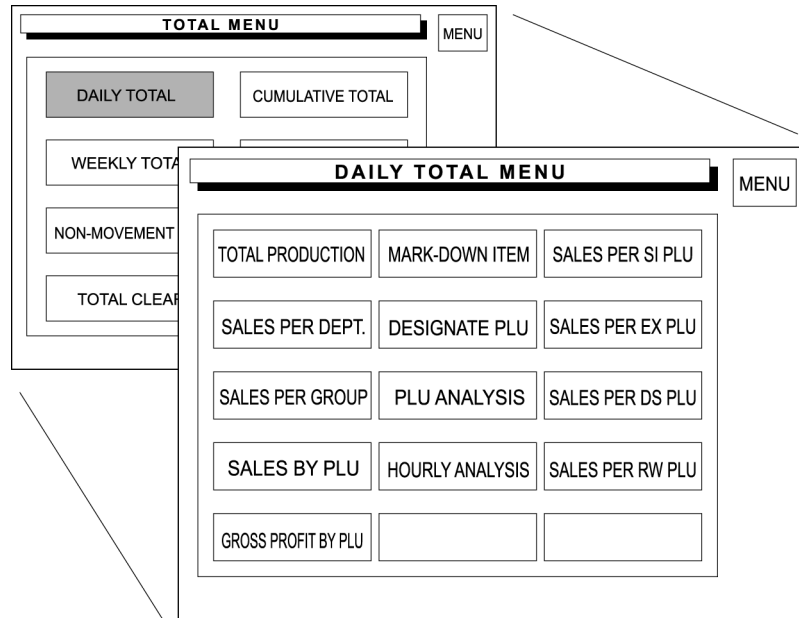 TOTAL MENU
MENU
DAILY TOTAL
CUMULATIVE TOTAL
WEEKLY
NON-MOVEMENT
TOTAL
DAILY TOTAL MENU
MENU
TOTAL PRODUCTION
MARK-DOWN ITEM
SALES PER SI PLU
SALES PER DEPT.
DESIGNATE PLU
SALES PER EX PLU
SALES PER GROUP
PLU ANALYSIS
SALES PER DS PLU
SALES BY PLU
HOURLY ANALYSIS
SALES PER RW PLU
GROSS PROFIT BY PLU